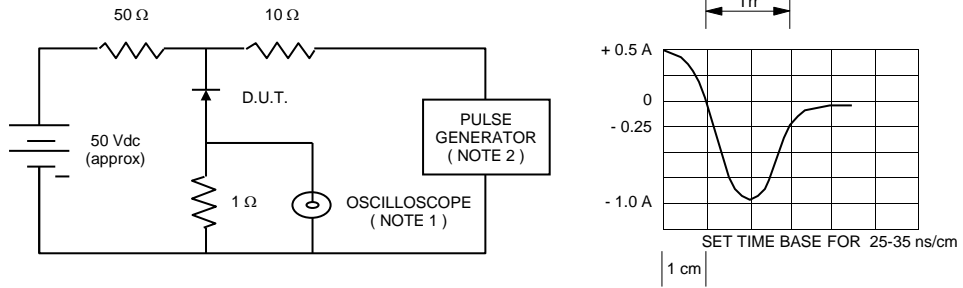 50 Ω
10 Ω
D.U.T.
50 Vdc
(approx)
1 Ω
OSCILLOSCOPE
( NOTE 1 )
PULSE
GENERATOR
( NOTE 2 )
Trr
+ 0.5 A
0
- 0.25
- 1.0 A
SET TIME BASE FOR 25-35 ns/cm
1 cm